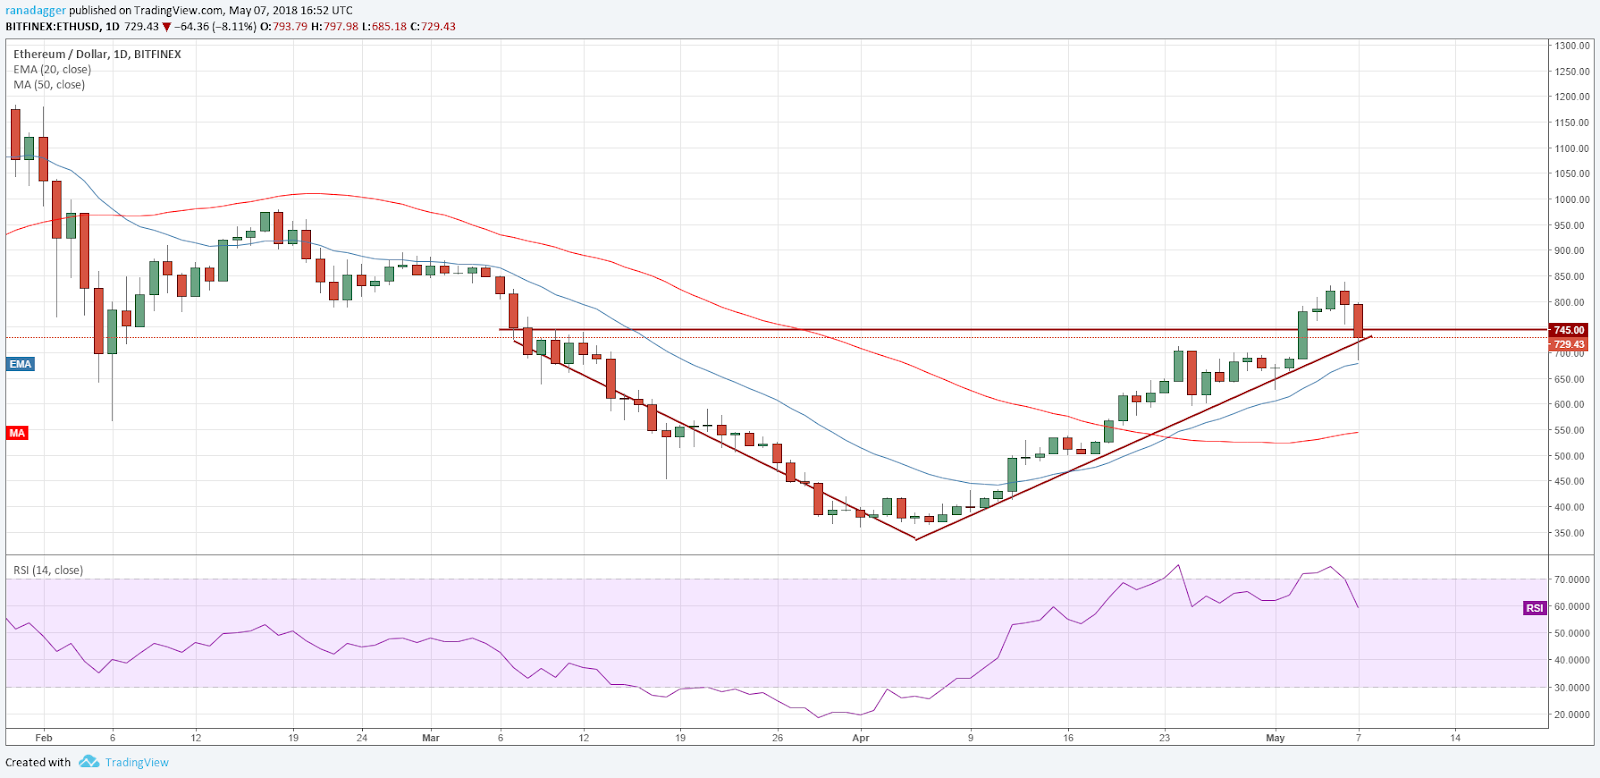 ranadagger published on TradingView.com, May 07, 2018 16:52 UTC
BITFINEX:ETHUSD, 1D 729.43 ▼ −64.36 (−8.11%) O:793.79 H:797.98 L:685.18 C:729.43
Ethereum / Dollar, 1D, BITFINEX
EMA (20, close)
MA (50, close)
1300.00
1250.00
1200.00
1150.00
1100.00
1050.00
1000.00
950.00
900.00
850.00
800.00
745.00
729.43
700.00
650.00
600.00
550.00
500.00
450.00
400.00
350.00
EMA
MA
RSI (14, close)
RSI
70.0000
60.0000
50.0000
40.0000
30.0000
20.0000
Feb 6 12 19 24 Mar 6 12 19 26 Apr 9 16 23 May 7 14
Created with TradingView